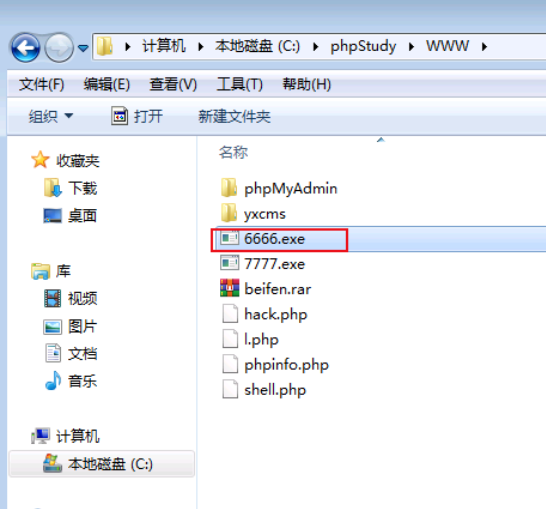 计算机 本地磁盘 (C:) phpStudy WWW
文件(F) 编辑(E) 查看(V) 工具(T) 帮助(H)
组织 打开 新建文件夹
收藏夹
下载
桌面
库
视频
图片
文档
音乐
计算机
本地磁盘 (C:)
名称
phpMyAdmin
yxcms
6666.exe
7777.exe
beifen.rar
hack.php
l.php
phpinfo.php
shell.php